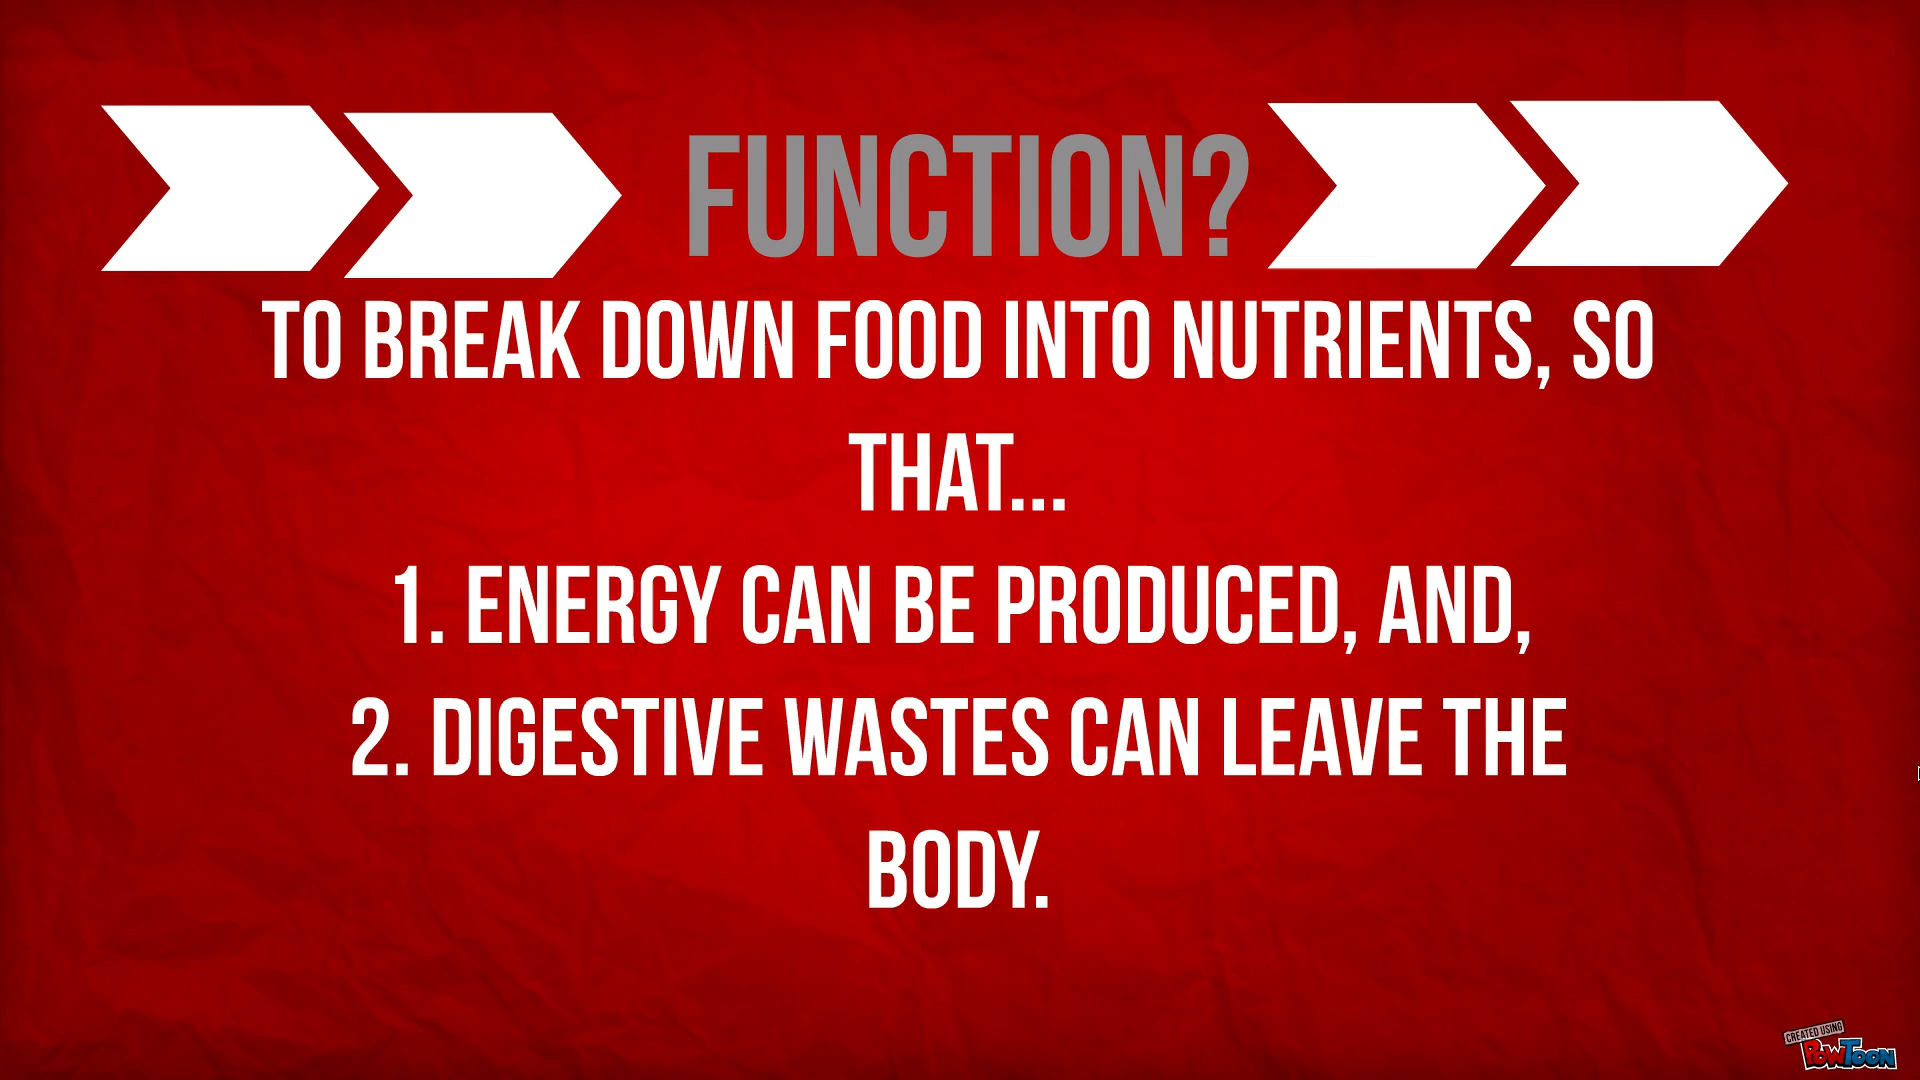 FUNCTION?
TO BREAK DOWN FOOD INTO NUTRIENTS, SO
THAT...
1. ENERGY CAN BE PRODUCED, AND,
2. DIGESTIVE WASTES CAN LEAVE THE
BODY.
CREATED USING
POWTOON